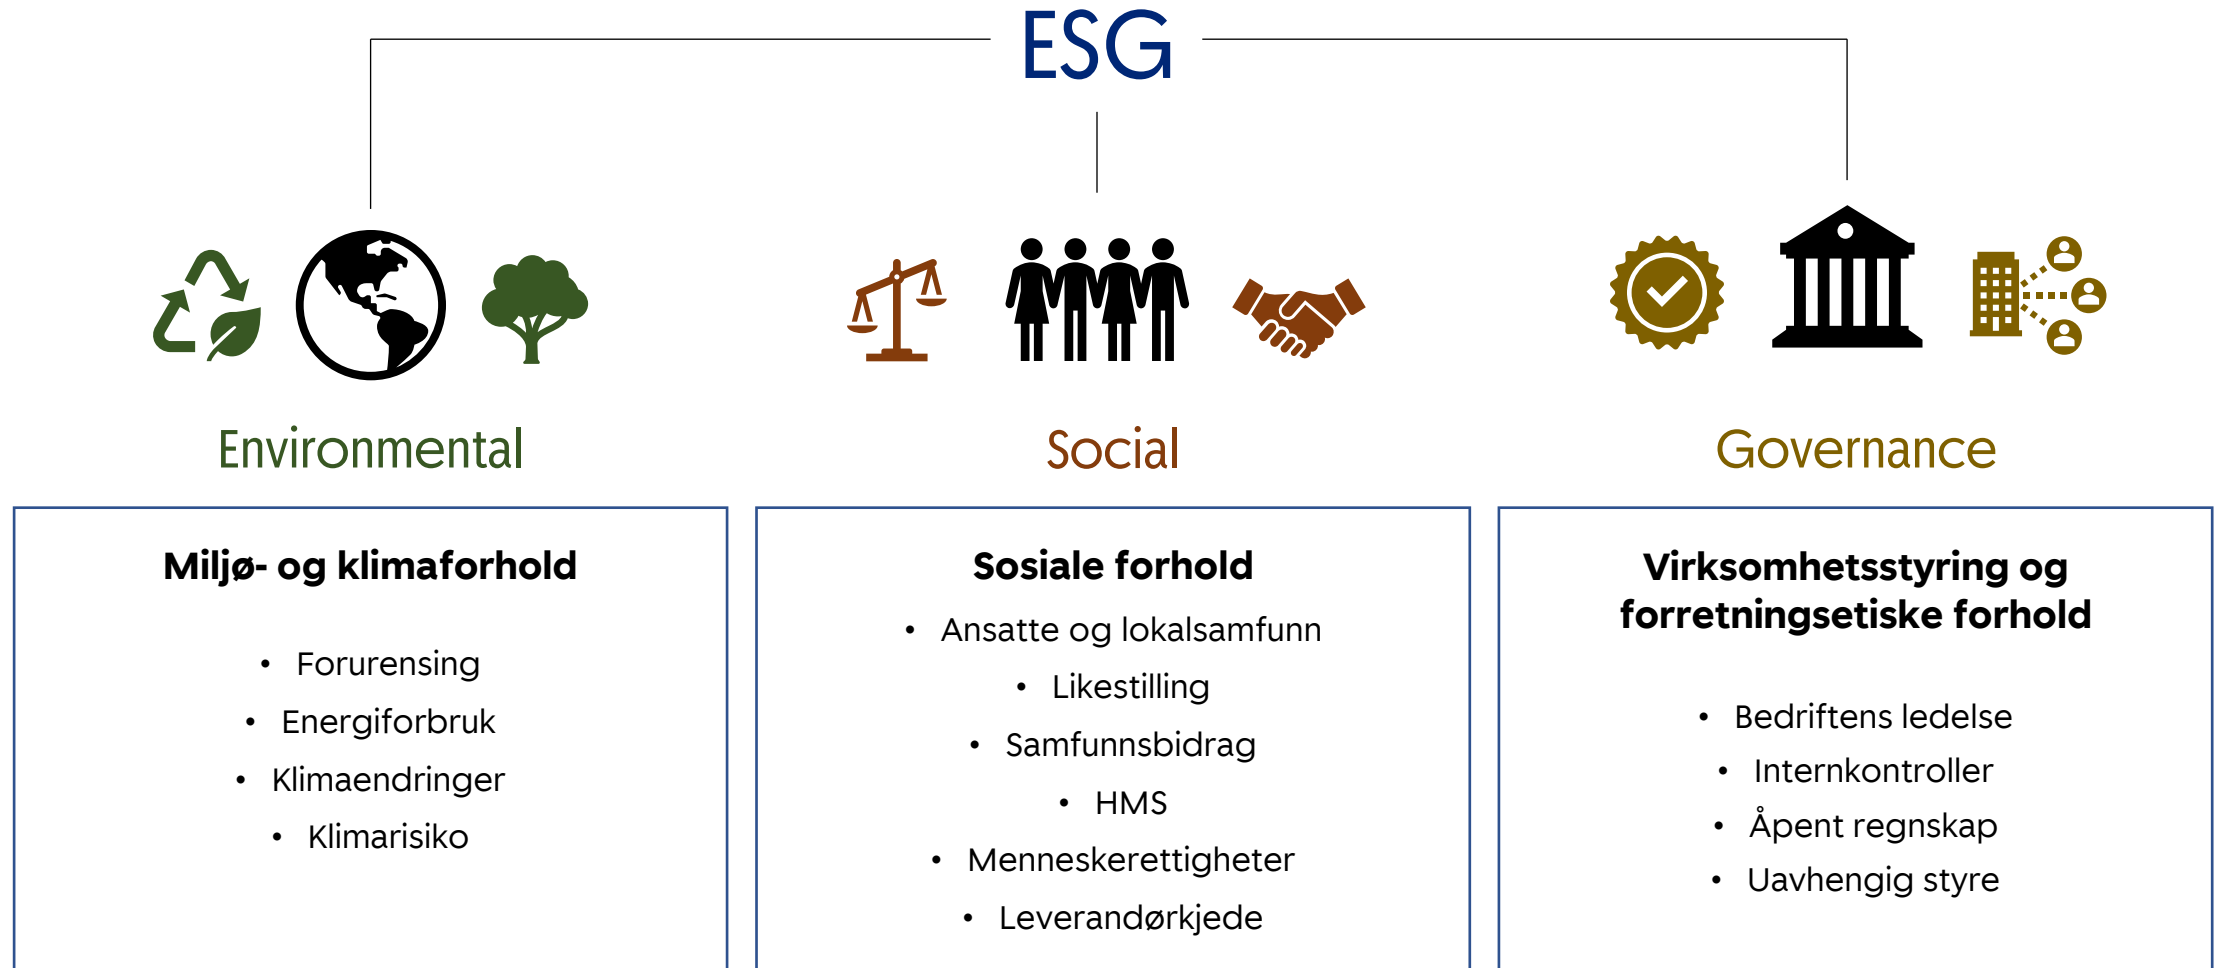 ESG
Environmental
Miljø- og klimaforhold
• Forurensing
• Energiforbruk
• Klimaendringer
• Klimarisiko
Social
Sosiale forhold
• Ansatte og lokalsamfunn
• Likestilling
• Samfunnsbidrag
• HMS
• Menneskerettigheter
• Leverandørkjede
Governance
Virksomhetsstyring og
forretningsetiske forhold
• Bedriftens ledelse
• Internkontroller
• Åpent regnskap
• Uavhengig styre